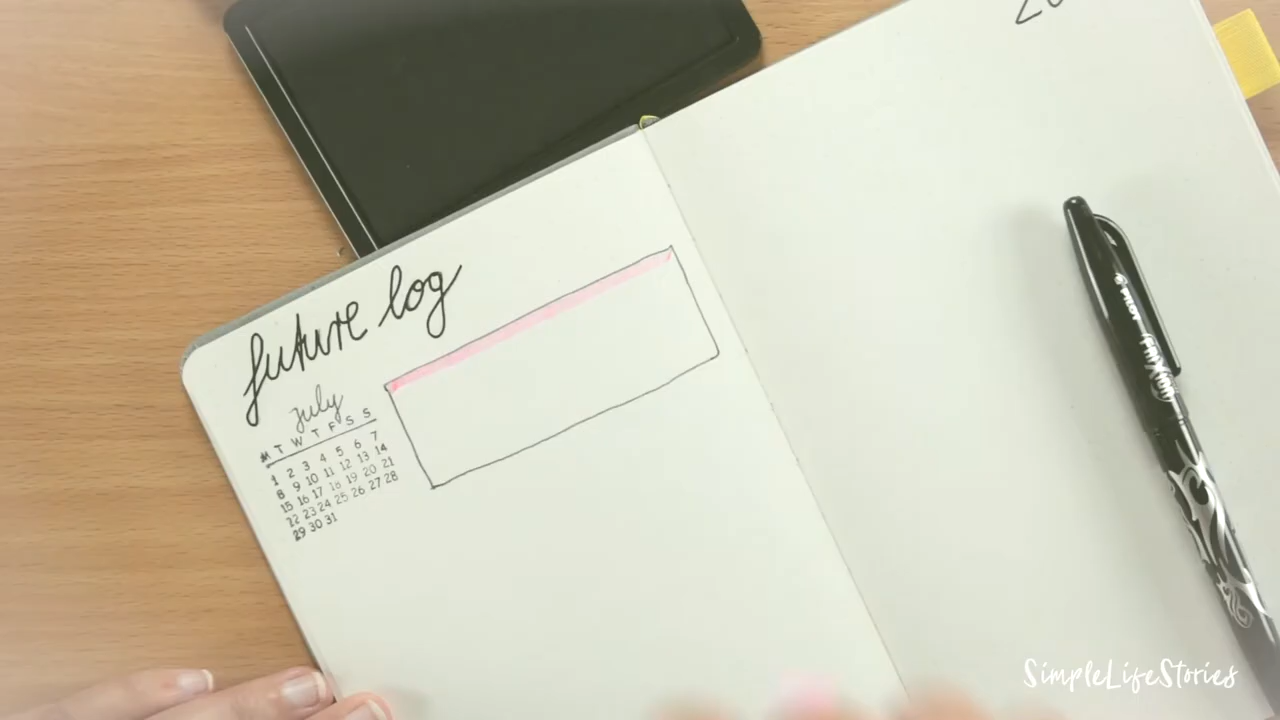 future log
july
M T W T F S S
1 2 3 4 5 6 7
8 9 10 11 12 13 14
15 16 17 18 19 20 21
22 23 24 25 26 27 28
29 30 31
PILOT FRIXION
SimpleLifeStories